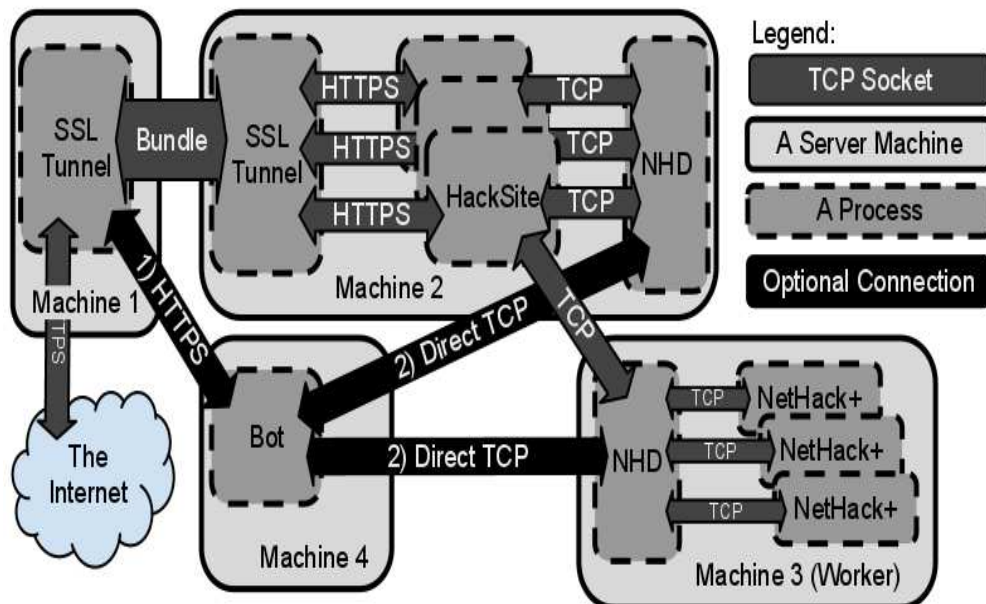 SSL
Tunnel
Bundle
Machine 1
TPS
The
Internet
SSL
Tunnel
HTTPS
HTTPS
HTTPS
HackSite
TCP
TCP
TCP
NHD
Machine 2
1) HTTPS
2) Direct TCP
TCP
Bot
2) Direct TCP
Machine 4
NHD
TCP
TCP
TCP
NetHack+
NetHack+
NetHack+
Machine 3 (Worker)
Legend:
TCP Socket
A Server Machine
A Process
Optional Connection